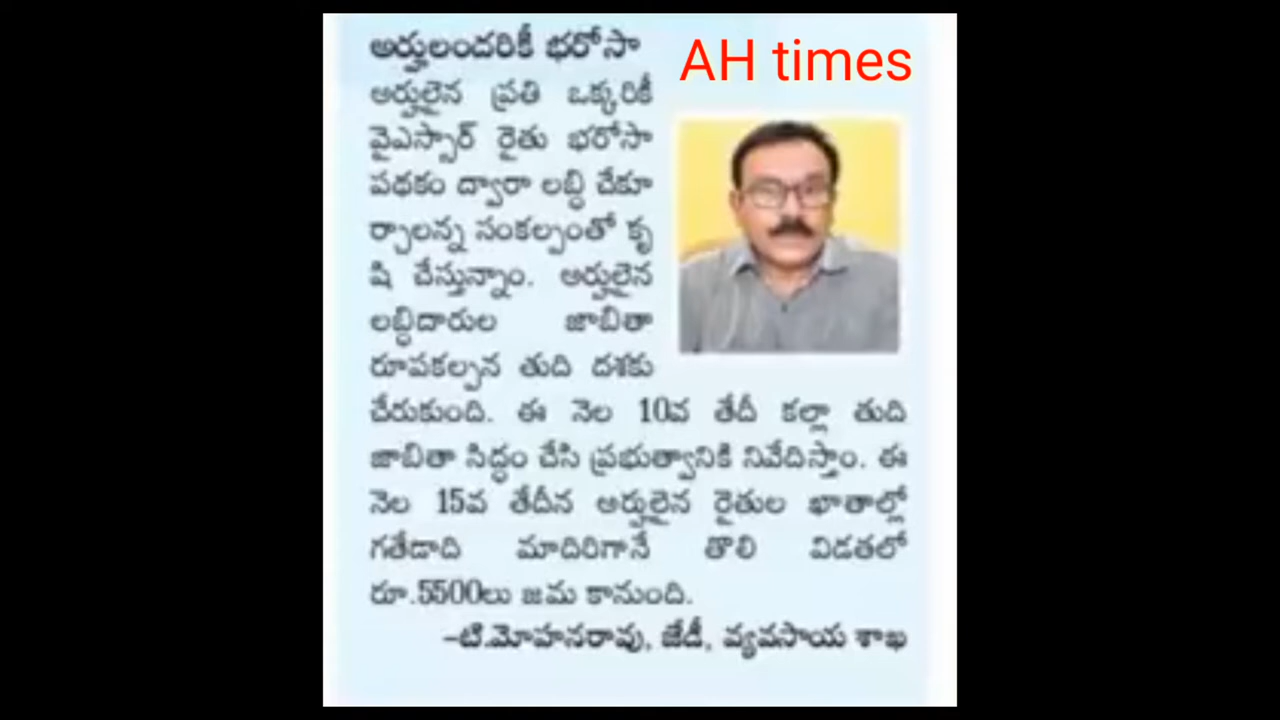 అర్హులందరికీ భరోసా
AH times
అర్హులైన ప్రతి ఒక్కరికీ
వైఎస్సార్ రైతు భరోసా
పథకం ద్వారా లబ్ధి చేకూ
ర్చాలన్న సంకల్పంతో కృ
షి చేస్తున్నాం. అర్హులైన
లబ్ధిదారుల జాబితా
రూపకల్పన తుది దశకు
చేరుకుంది. ఈ నెల 10వ తేదీ కల్లా తుది
జాబితా సిద్ధం చేసి ప్రభుత్వానికి నివేదిస్తాం. ఈ
నెల 15వ తేదీన అర్హులైన రైతుల ఖాతాల్లో
గతేడాది మాదిరిగానే తొలి విడతలో
రూ.5500లు జమ కానుంది.
–టి.మోహనరావు, జేడీ, వ్యవసాయ శాఖ